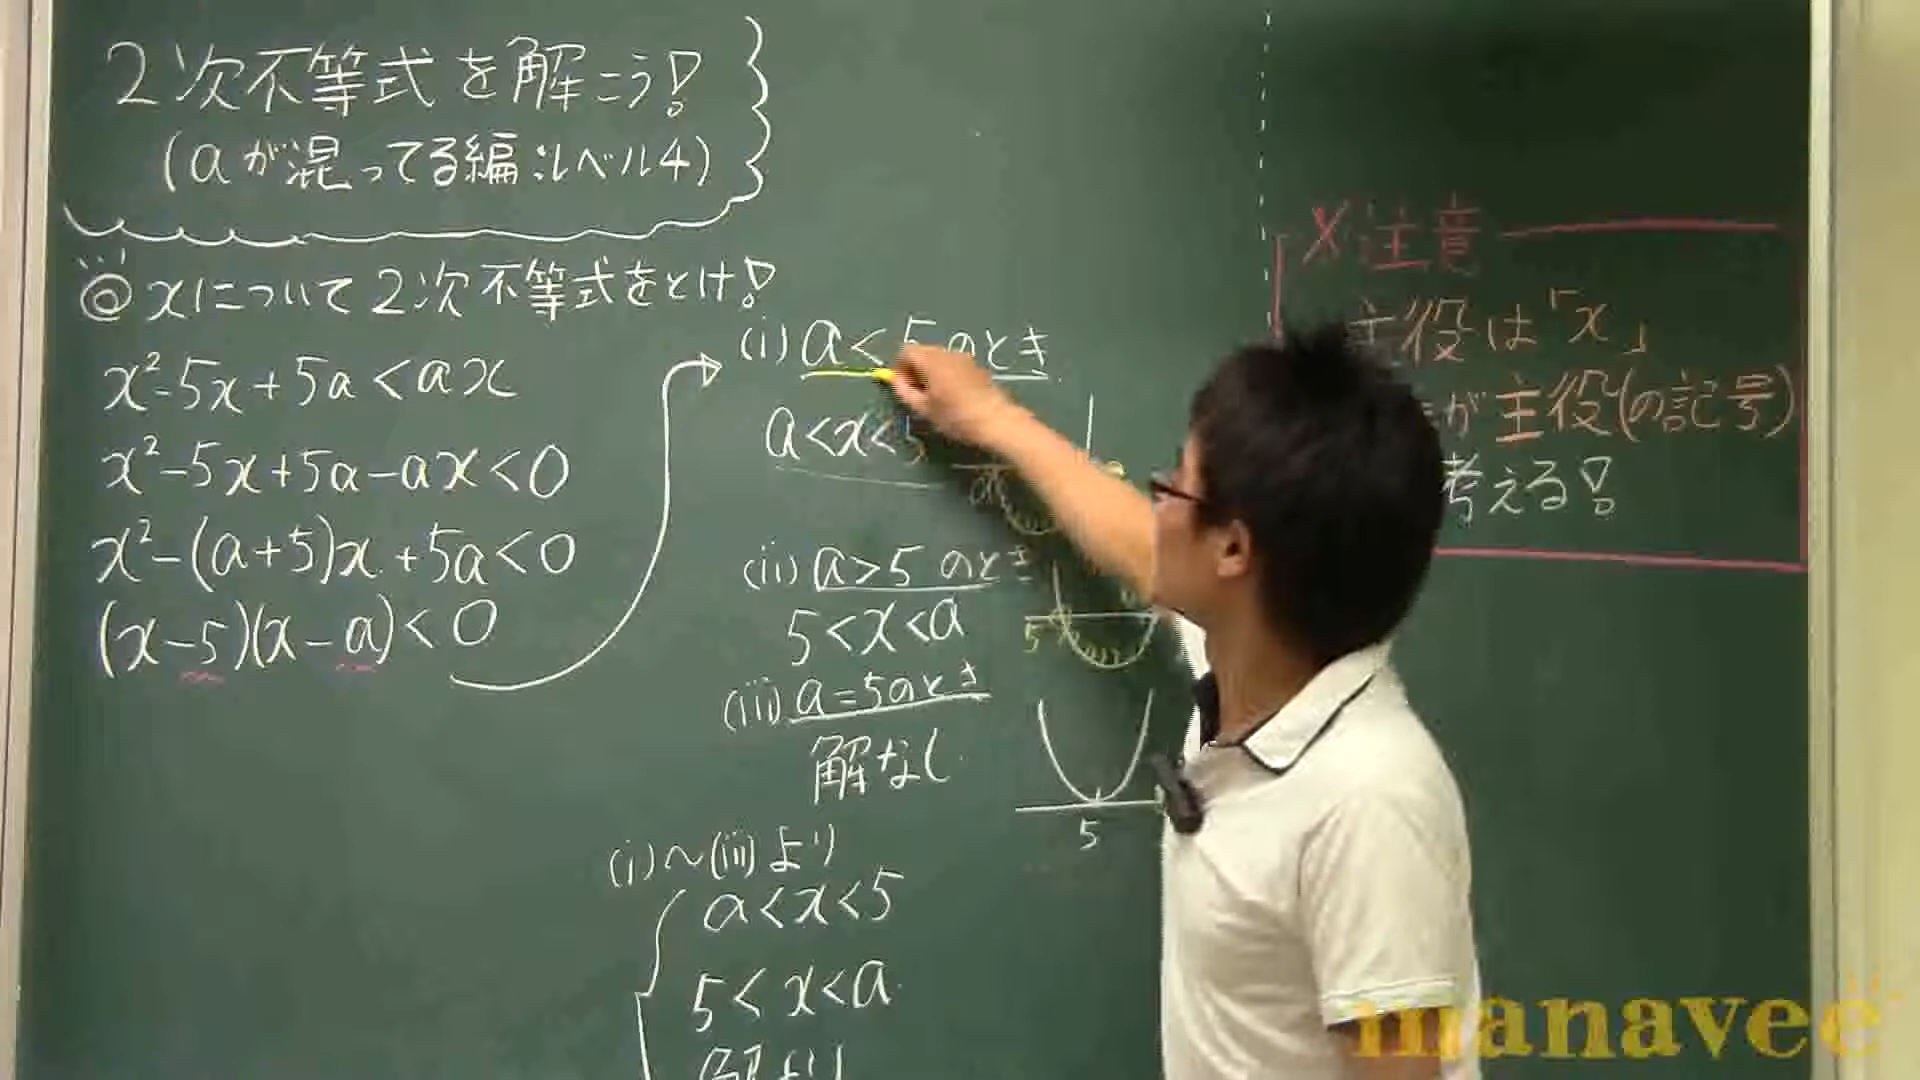 2次不等式を解こう!
(aが混ってる編:レベル4)
◎xについて2次不等式をとけ!
x²-5x+5a<ax
x²-5x+5a-ax<0
x²-(a+5)x+5a<0
(x-5)(x-a)<0
(i) a<5のとき
a<x<5
a
(ii) a>5のとき
5<x<a
5
(iii) a=5のとき
解なし
5
(i)~(iii)より
a<x<5
5<x<a
※注意
主役は「x」
が主役(の記号)
考える!
manavee